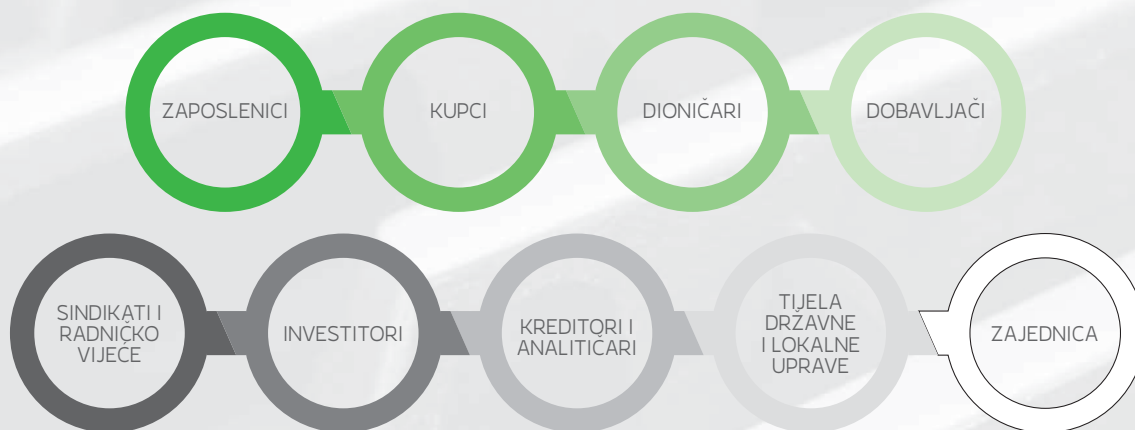 ZAPOSLENICI
KUPCI
DIONIČARI
DOBAVLJAČI
SINDIKATI I
RADNIČKO
VIJEĆE
INVESTITORI
KREDITORI I
ANALITIČARI
TIJELA
DRŽAVNE
I LOKALNE
UPRAVE
ZAJEDNICA